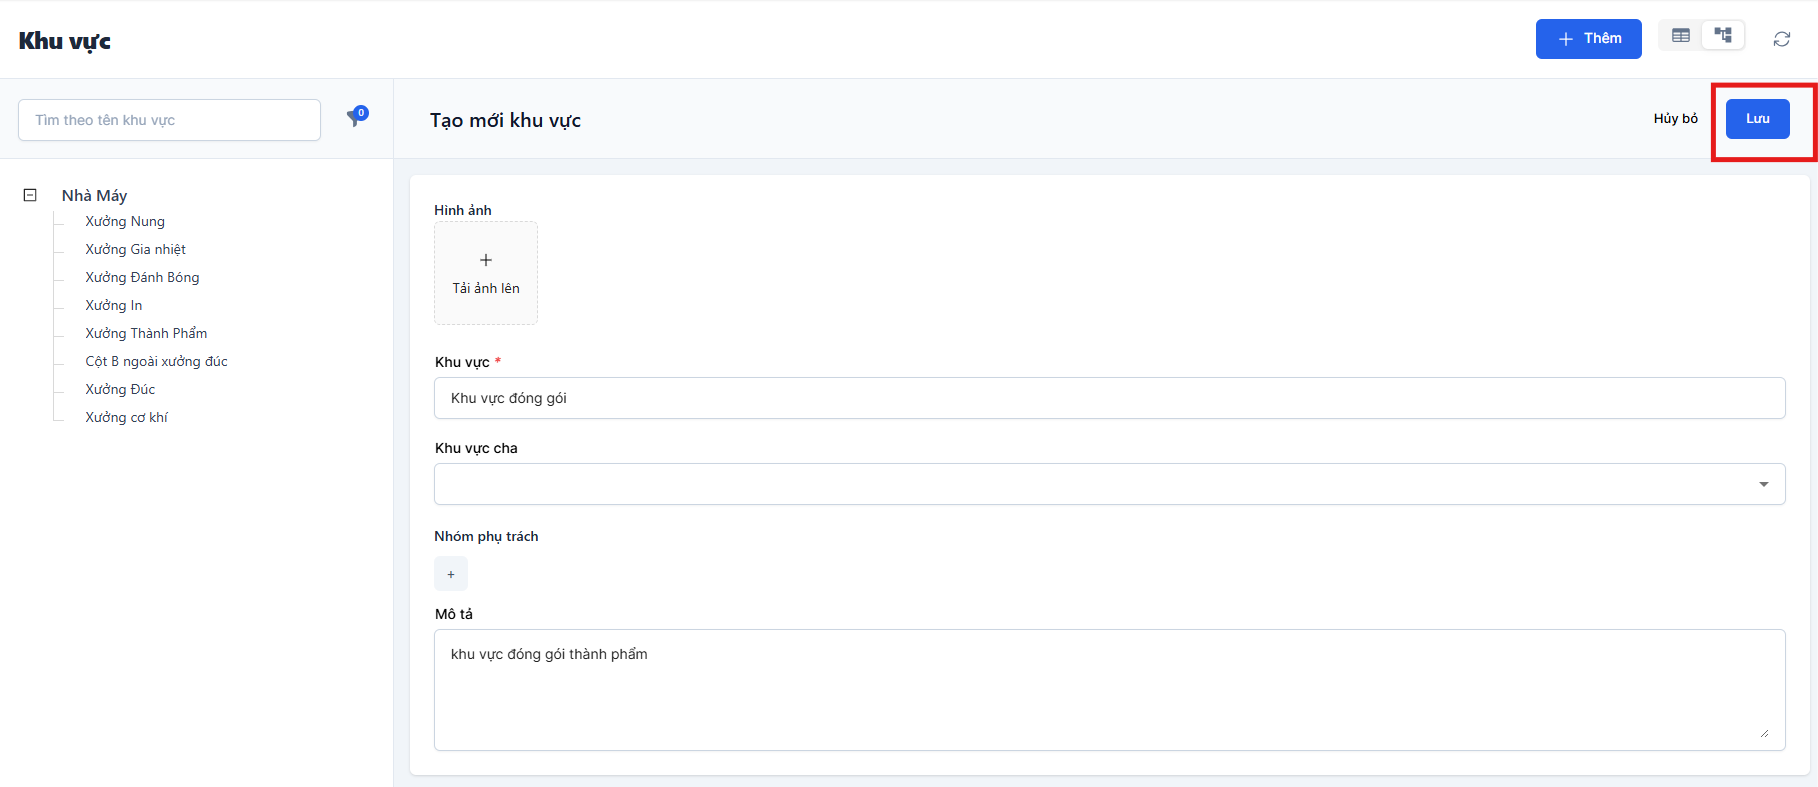 Khu vực
Thêm
Tìm theo tên khu vực
0
Tạo mới khu vực
Hủy bỏ
Lưu
Nhà Máy
Xưởng Nung
Xưởng Gia nhiệt
Xưởng Đánh Bóng
Xưởng In
Xưởng Thành Phẩm
Cột B ngoài xưởng đúc
Xưởng Đúc
Xưởng cơ khí
Hình ảnh
+
Tải ảnh lên
Khu vực *
Khu vực đóng gói
Khu vực cha
Nhóm phụ trách
+
Mô tả
khu vực đóng gói thành phẩm